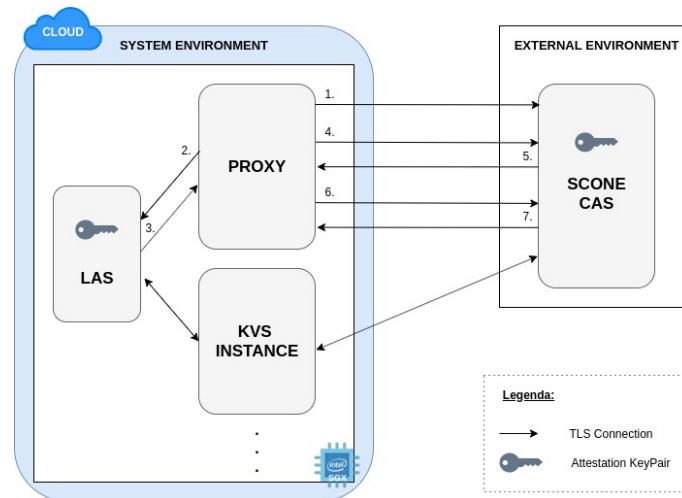 CLOUD
SYSTEM ENVIRONMENT
EXTERNAL ENVIRONMENT
1.
4.
2.
PROXY
5.
SCONE
CAS
6.
3.
7.
LAS
KVS
INSTANCE
.
.
.
intel
SGX
Legenda:
TLS Connection
Attestation KeyPair